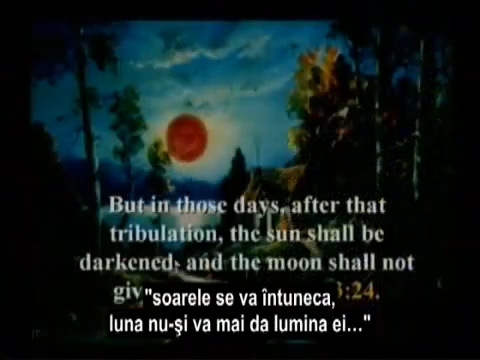 But in those days, after that
tribulation, the sun shall be
darkened, and the moon shall not
giv 3:24.
"soarele se va întuneca,
luna nu-şi va mai da lumina ei..."